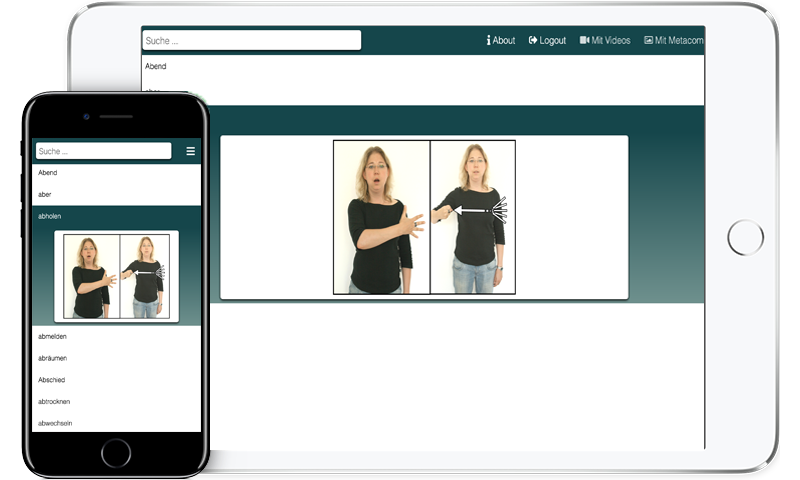 Suche ...
About
Logout
Mit Videos
Mit Metacom
Abend
Suche ...
Abend
aber
abholen
abmelden
abräumen
Abschied
abtrocknen
abwechseln